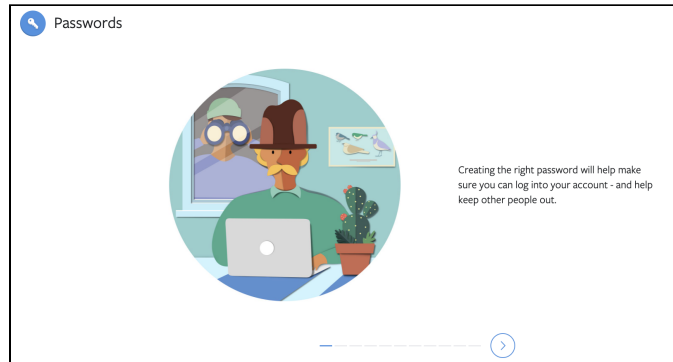 Passwords
Creating the right password will help make
sure you can log into your account - and help
keep other people out.